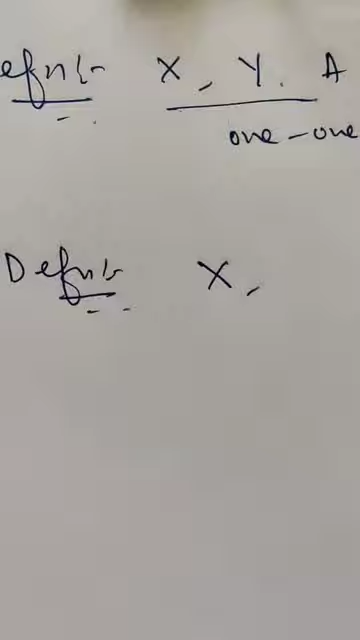 efn:- X, Y. A
one-one
Defn:- X,